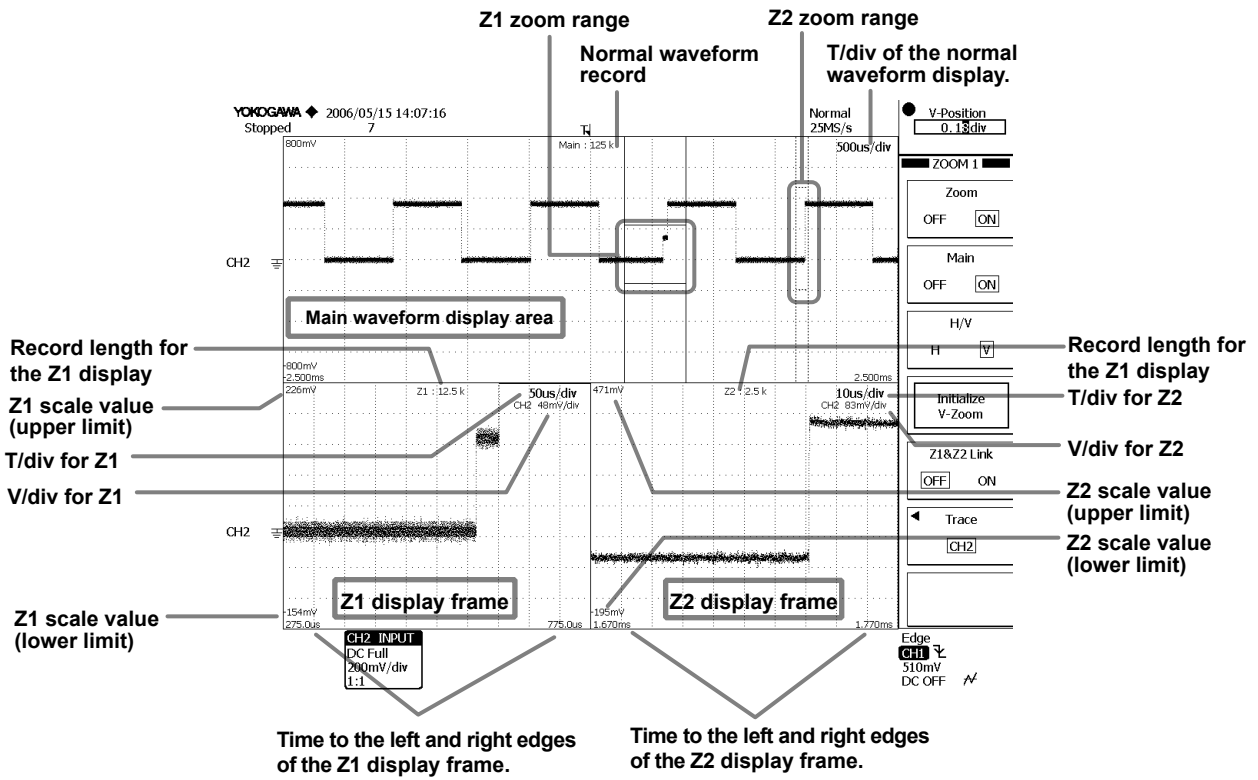 Z1 zoom range
Z2 zoom range
Normal waveform
record
T/div of the normal
waveform display.
YOKOGAWA ◆ 2006/05/15 14:07:16
Stopped 7
Normal
25MS/s
V-Position
div
800mV
Main : 125 k
500us/div
ZOOM 1
Zoom
OFF ON
Main
OFF ON
CH2
Main waveform display area
H/V
H V
Record length for
the Z1 display
Record length for
the Z1 display
-800mV
-2.500ms
2.500ms
226mV
Z1 : 12.5 k
50us/div
CH2 48mV/div
471mV
Z2 : 2.5 k
10us/div
CH2 83mV/div
Initialize
V-Zoom
Z1 scale value
(upper limit)
T/div for Z2
T/div for Z1
V/div for Z2
Z1&Z2 Link
OFF ON
V/div for Z1
Z2 scale value
(upper limit)
Trace
CH2
CH2
Z2 scale value
(lower limit)
Z1 display frame
Z2 display frame
Z1 scale value
(lower limit)
-154mV
275.0us
775.0us
-195mV
1.670ms
1.770ms
CH2 INPUT
DC Full
200mV/div
1:1
Edge
CH1
510mV
DC OFF
Time to the left and right edges
of the Z1 display frame.
Time to the left and right edges
of the Z2 display frame.